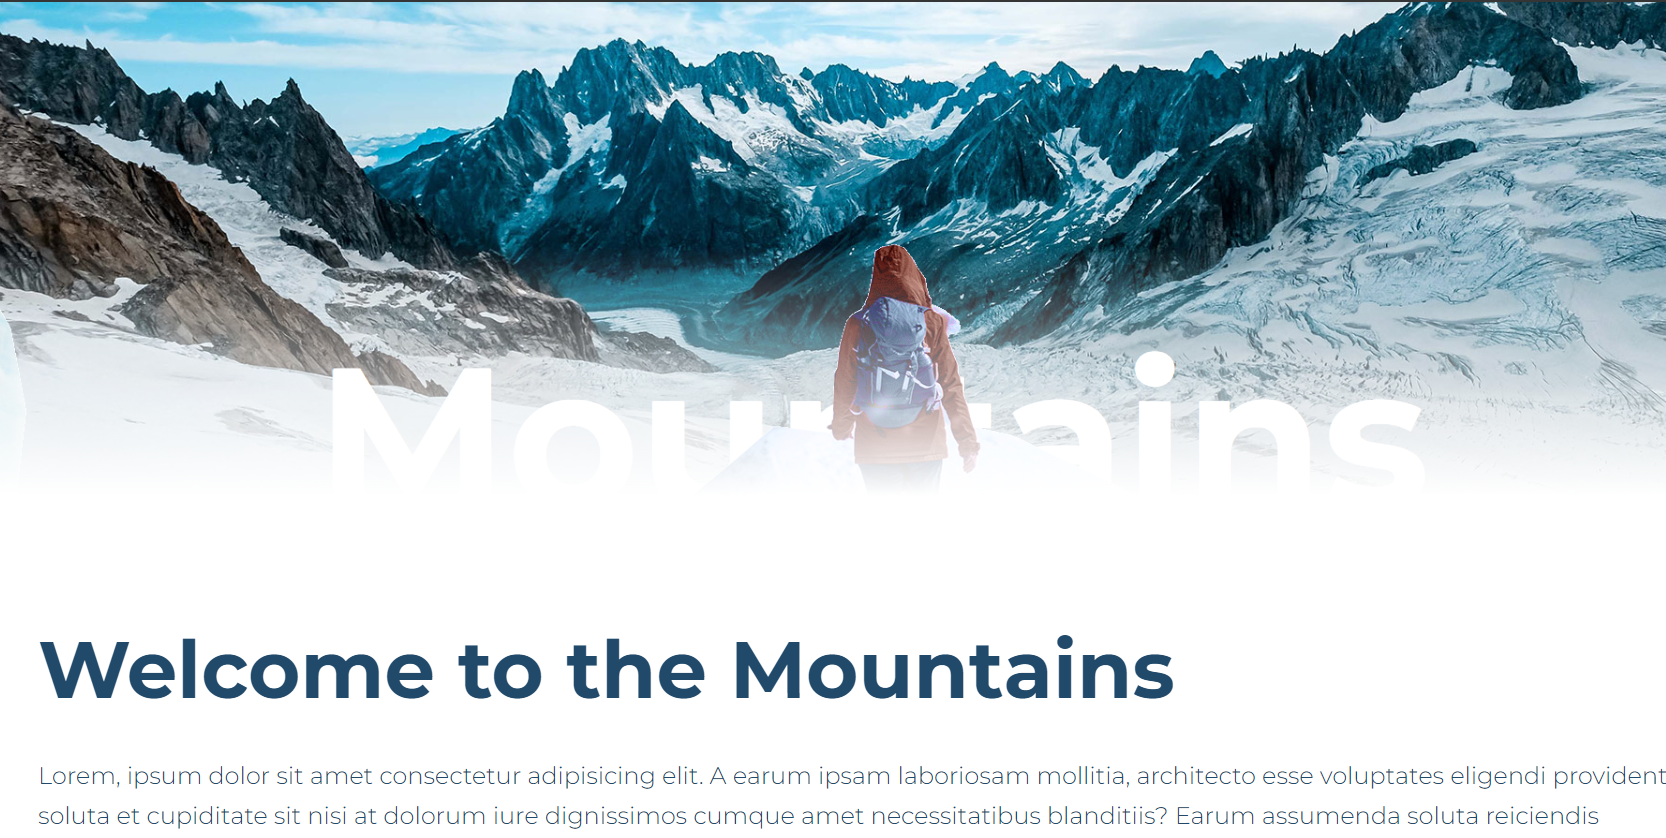 Mountains
Welcome to the Mountains
Lorem, ipsum dolor sit amet consectetur adipisicing elit. A earum ipsam laboriosam mollitia, architecto esse voluptates eligendi provident
soluta et cupiditate sit nisi at dolorum iure dignissimos cumque amet necessitatibus blanditiis? Earum assumenda soluta reiciendis